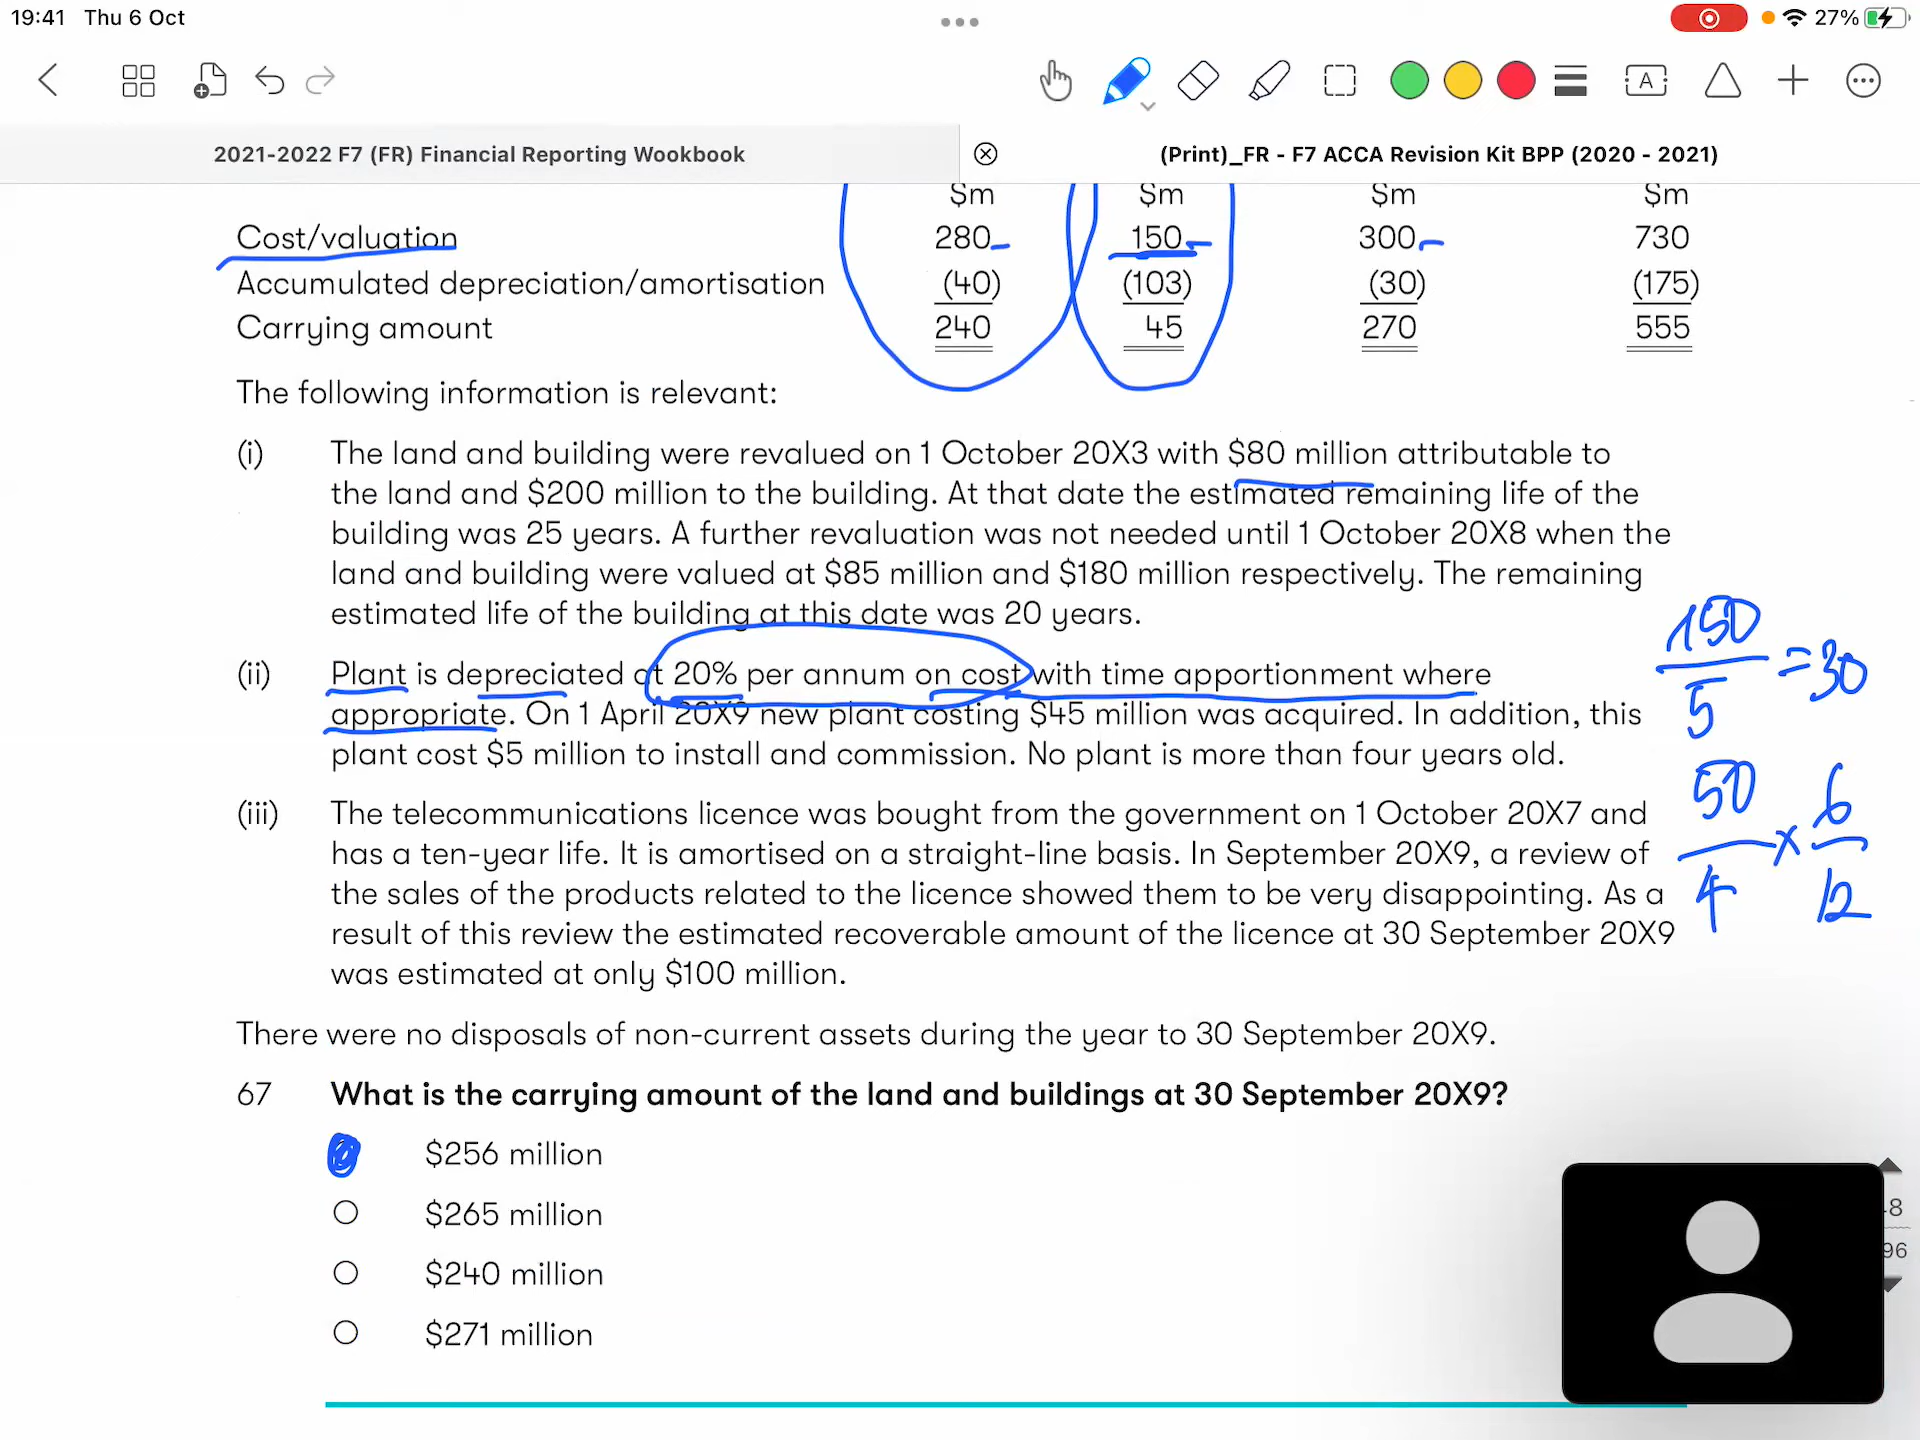 19:41 Thu 6 Oct
27%
A
2021-2022 F7 (FR) Financial Reporting Wookbook
(Print)_FR - F7 ACCA Revision Kit BPP (2020 - 2021)
$m $m $m $m
Cost/valuation 280 150 300 730
Accumulated depreciation/amortisation (40) (103) (30) (175)
Carrying amount 240 45 270 555
The following information is relevant:
(i) The land and building were revalued on 1 October 20X3 with $80 million attributable to
the land and $200 million to the building. At that date the estimated remaining life of the
building was 25 years. A further revaluation was not needed until 1 October 20X8 when the
land and building were valued at $85 million and $180 million respectively. The remaining
estimated life of the building at this date was 20 years.
(ii) Plant is depreciated at 20% per annum on cost with time apportionment where
appropriate. On 1 April 20X9 new plant costing $45 million was acquired. In addition, this
plant cost $5 million to install and commission. No plant is more than four years old.
150
5
=30
(iii) The telecommunications licence was bought from the government on 1 October 20X7 and
has a ten-year life. It is amortised on a straight-line basis. In September 20X9, a review of
the sales of the products related to the licence showed them to be very disappointing. As a
result of this review the estimated recoverable amount of the licence at 30 September 20X9
was estimated at only $100 million.
50 6
x
4 12
There were no disposals of non-current assets during the year to 30 September 20X9.
67 What is the carrying amount of the land and buildings at 30 September 20X9?
$256 million
$265 million
$240 million
$271 million
8
96